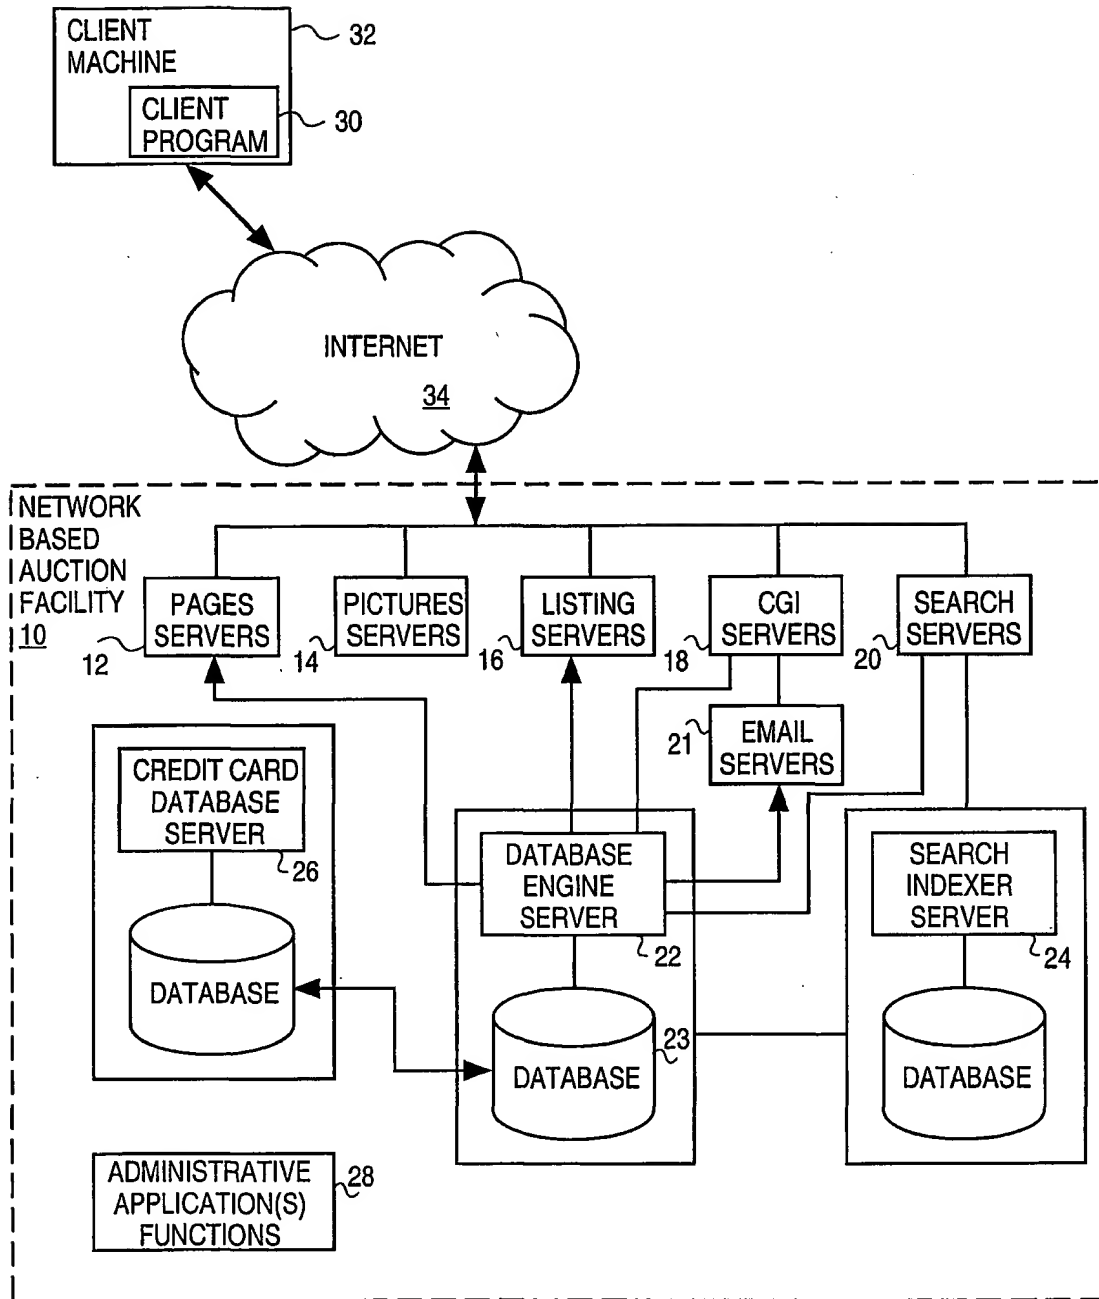 CLIENT
MACHINE
32
CLIENT
PROGRAM
30
INTERNET
34
NETWORK
BASED
AUCTION
FACILITY
10
PAGES
SERVERS
12
PICTURES
SERVERS
14
LISTING
SERVERS
16
CGI
SERVERS
18
SEARCH
SERVERS
20
EMAIL
SERVERS
21
CREDIT CARD
DATABASE
SERVER
26
DATABASE
DATABASE
ENGINE
SERVER
22
DATABASE
23
SEARCH
INDEXER
SERVER
24
DATABASE
ADMINISTRATIVE
APPLICATION(S)
FUNCTIONS
28